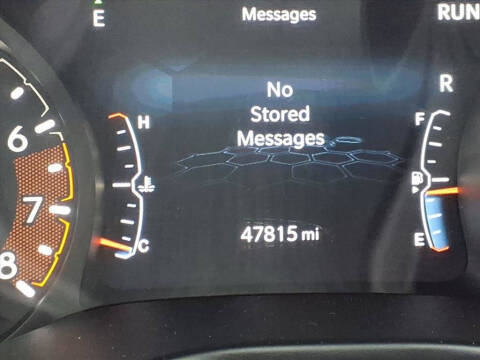 E
Messages
RUN
No
Stored
Messages
R
H
F
6
7
8
C
E
47815 mi